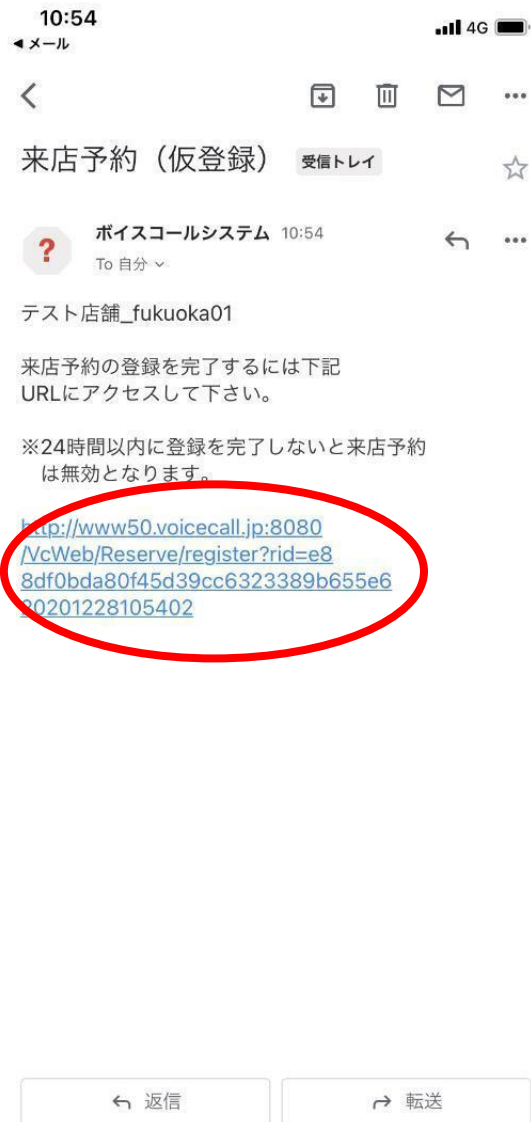 10:54
4G
◀ メール
来店予約（仮登録） 受信トレイ
ボイスコールシステム 10:54
To 自分
テスト店舗_fukuoka01
来店予約の登録を完了するには下記
URLにアクセスして下さい。
※24時間以内に登録を完了しないと来店予約
は無効となります。
http://www50.voicecall.jp:8080
/VcWeb/Reserve/register?rid=e8
8df0bda80f45d39cc6323389b655e6
20201228105402
返信
転送